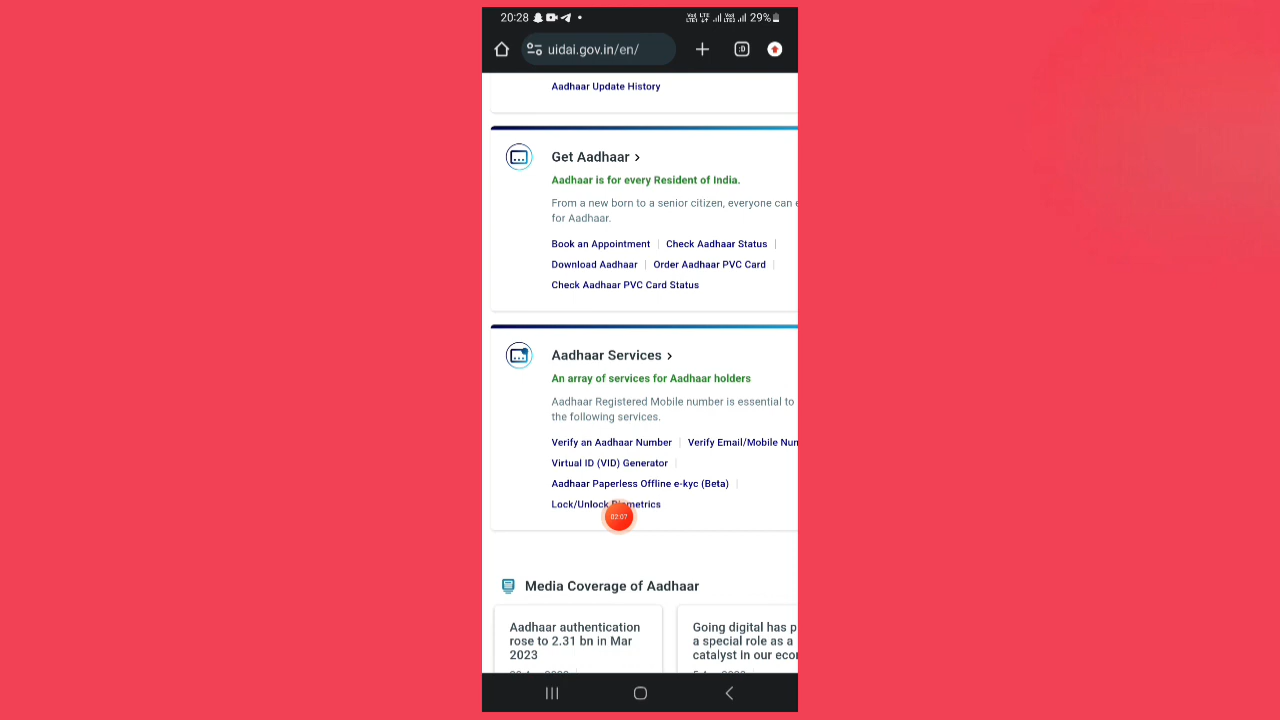 20:28
29%
uidai.gov.in/en/
:D
Aadhaar Update History
Get Aadhaar
Aadhaar is for every Resident of India.
From a new born to a senior citizen, everyone can
for Aadhaar.
Book an Appointment | Check Aadhaar Status |
Download Aadhaar | Order Aadhaar PVC Card |
Check Aadhaar PVC Card Status
Aadhaar Services
An array of services for Aadhaar holders
Aadhaar Registered Mobile number is essential to
the following services.
Verify an Aadhaar Number | Verify Email/Mobile
Virtual ID (VID) Generator |
Aadhaar Paperless Offline e-kyc (Beta) |
Lock/Unlock
02:07
Media Coverage of Aadhaar
Aadhaar authentication
rose to 2.31 bn in Mar
2023
Going digital has
a special role as a
catalyst in our